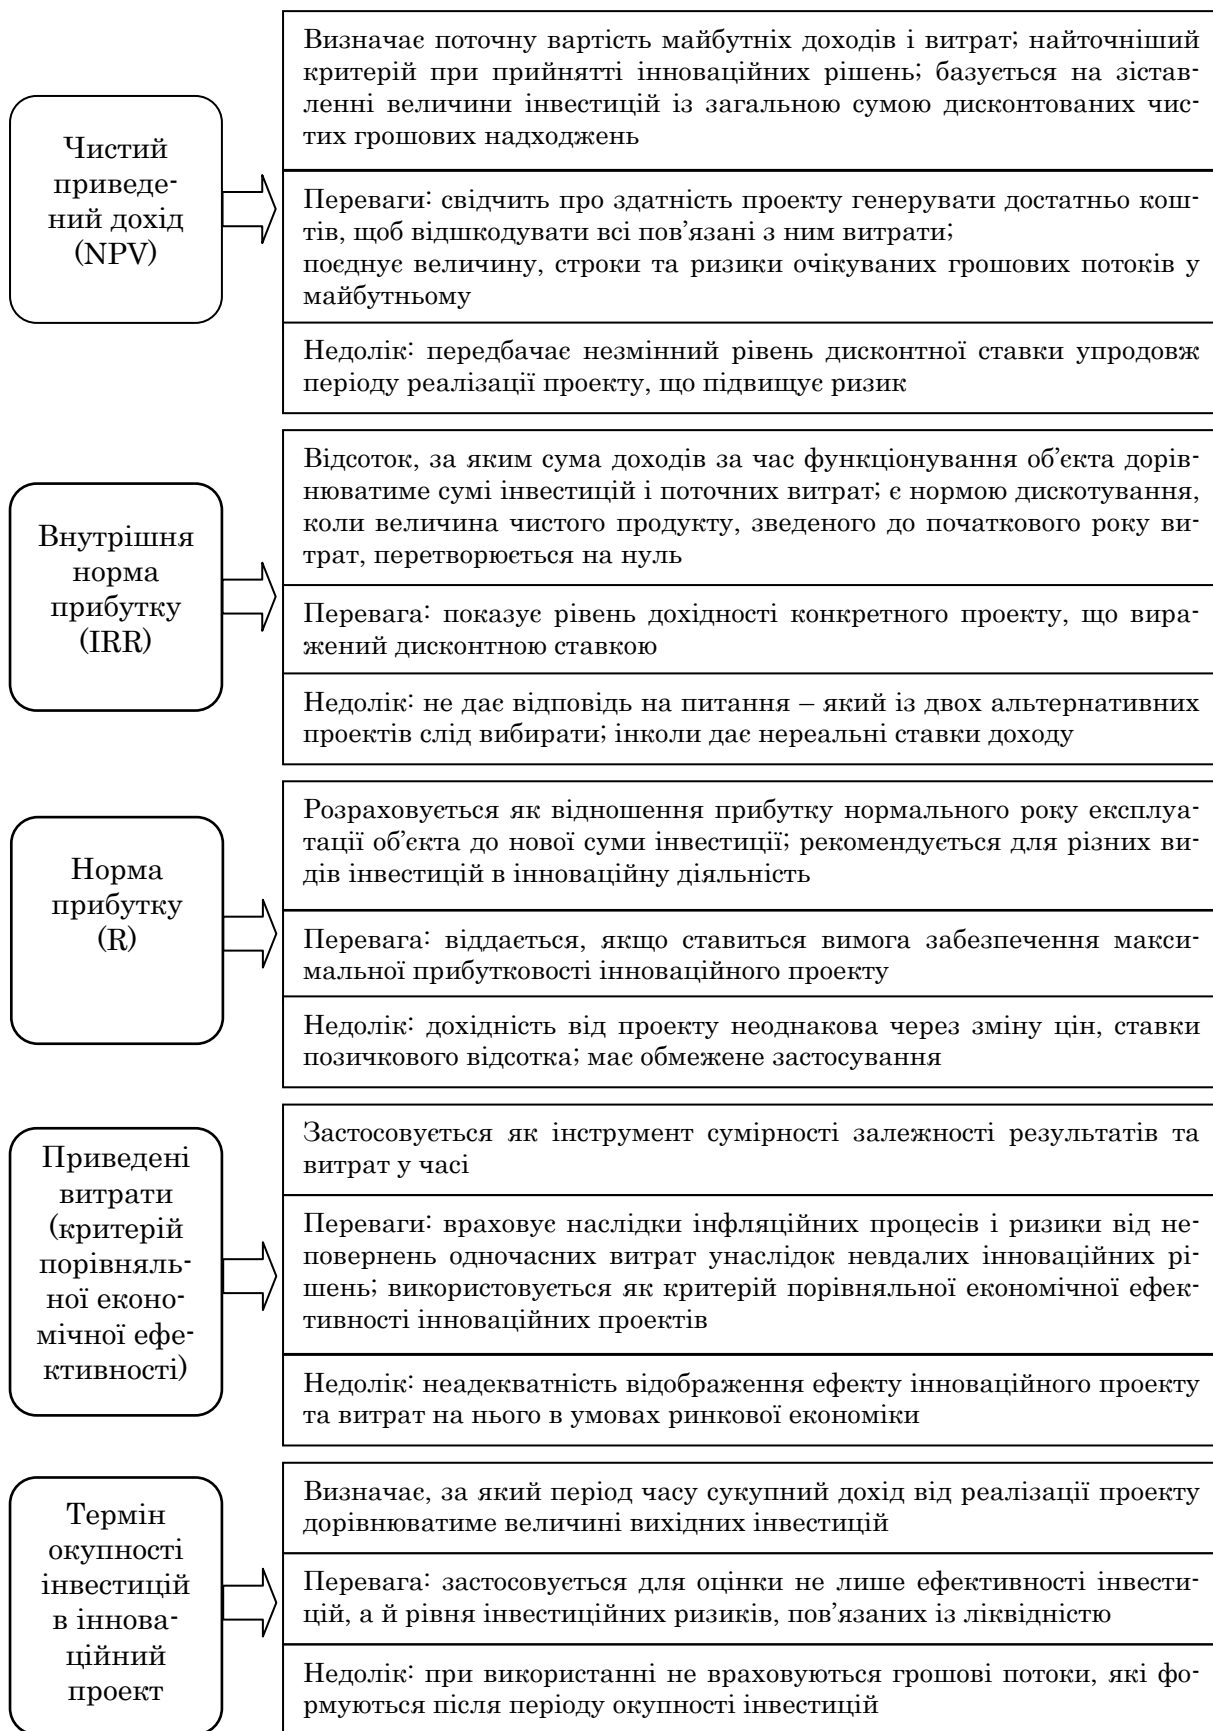 Чистий
приведе-
ний дохід
(NPV)
Визначає поточну вартість майбутніх доходів і витрат; найточніший
критерій при прийнятті інноваційних рішень; базується на зістав-
ленні величини інвестицій із загальною сумою дисконтованих чис-
тих грошових надходжень
Переваги: свідчить про здатність проекту генерувати достатньо кош-
тів, щоб відшкодувати всі пов’язані з ним витрати;
поєднує величину, строки та ризики очікуваних грошових потоків у
майбутньому
Недолік: передбачає незмінний рівень дисконтної ставки упродовж
періоду реалізації проекту, що підвищує ризик
Внутрішня
норма
прибутку
(IRR)
Відсоток, за яким сума доходів за час функціонування об’єкта дорів-
нюватиме сумі інвестицій і поточних витрат; є нормою дискотування,
коли величина чистого продукту, зведеного до початкового року ви-
трат, перетворюється на нуль
Перевага: показує рівень дохідності конкретного проекту, що вира-
жений дисконтною ставкою
Недолік: не дає відповідь на питання – який із двох альтернативних
проектів слід вибирати; інколи дає нереальні ставки доходу
Норма
прибутку
(R)
Розраховується як відношення прибутку нормального року експлуа-
тації об’єкта до нової суми інвестиції; рекомендується для різних ви-
дів інвестицій в інноваційну діяльність
Перевага: віддається, якщо ставиться вимога забезпечення макси-
мальної прибутковості інноваційного проекту
Недолік: дохідність від проекту неоднакова через зміну цін, ставки
позичкового відсотка; має обмежене застосування
Приведені
витрати
(критерій
порівняль-
ної еконо-
мічної ефе-
ктивності)
Застосовується як інструмент сумірності залежності результатів та
витрат у часі
Переваги: враховує наслідки інфляційних процесів і ризики від не-
повернень одночасних витрат унаслідок невдалих інноваційних рі-
шень; використовується як критерій порівняльної економічної ефек-
тивності інноваційних проектів
Недолік: неадекватність відображення ефекту інноваційного проекту
та витрат на нього в умовах ринкової економіки
Термін
окупності
інвестицій
в іннова-
ційний
проект
Визначає, за який період часу сукупний дохід від реалізації проекту
дорівнюватиме величині вихідних інвестицій
Перевага: застосовується для оцінки не лише ефективності інвести-
цій, а й рівня інвестиційних ризиків, пов’язаних із ліквідністю
Недолік: при використанні не враховуються грошові потоки, які фо-
рмуються після періоду окупності інвестицій